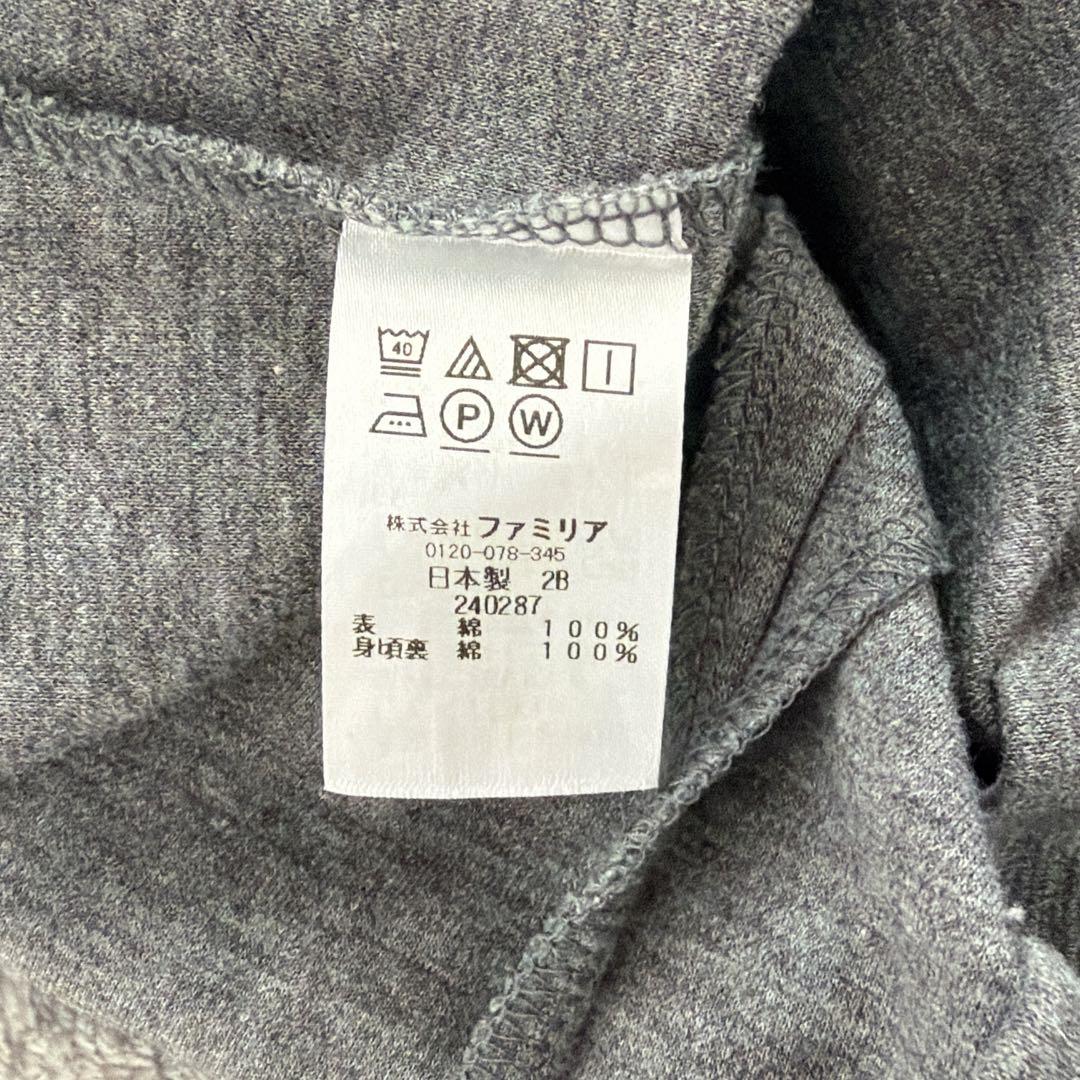 40
P W
株式会社 ファミリア
0120-078-345
日本製 2B
240287
表 綿 100%
身頃裏 綿 100%